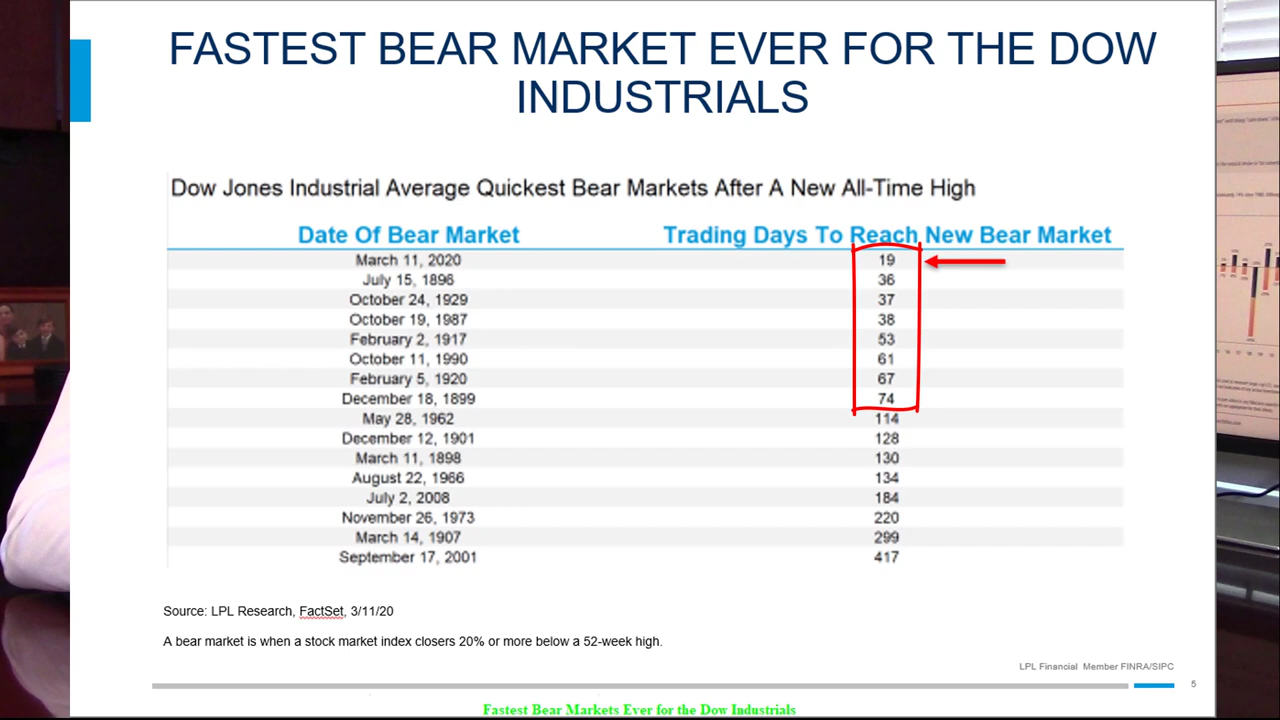 FASTEST BEAR MARKET EVER FOR THE DOW
INDUSTRIALS
Dow Jones Industrial Average Quickest Bear Markets After A New All-Time High
Date Of Bear Market Trading Days To Reach New Bear Market
March 11, 2020 19
July 15, 1896 36
October 24, 1929 37
October 19, 1987 38
February 2, 1917 53
October 11, 1990 61
February 5, 1920 67
December 18, 1899 74
May 28, 1962 114
December 12, 1901 128
March 11, 1898 130
August 22, 1966 134
July 2, 2008 184
November 26, 1973 220
March 14, 1907 299
September 17, 2001 417
Source: LPL Research, FactSet, 3/11/20
A bear market is when a stock market index closers 20% or more below a 52-week high.
LPL Financial Member FINRA/SIPC
5
Fastest Bear Markets Ever for the Dow Industrials